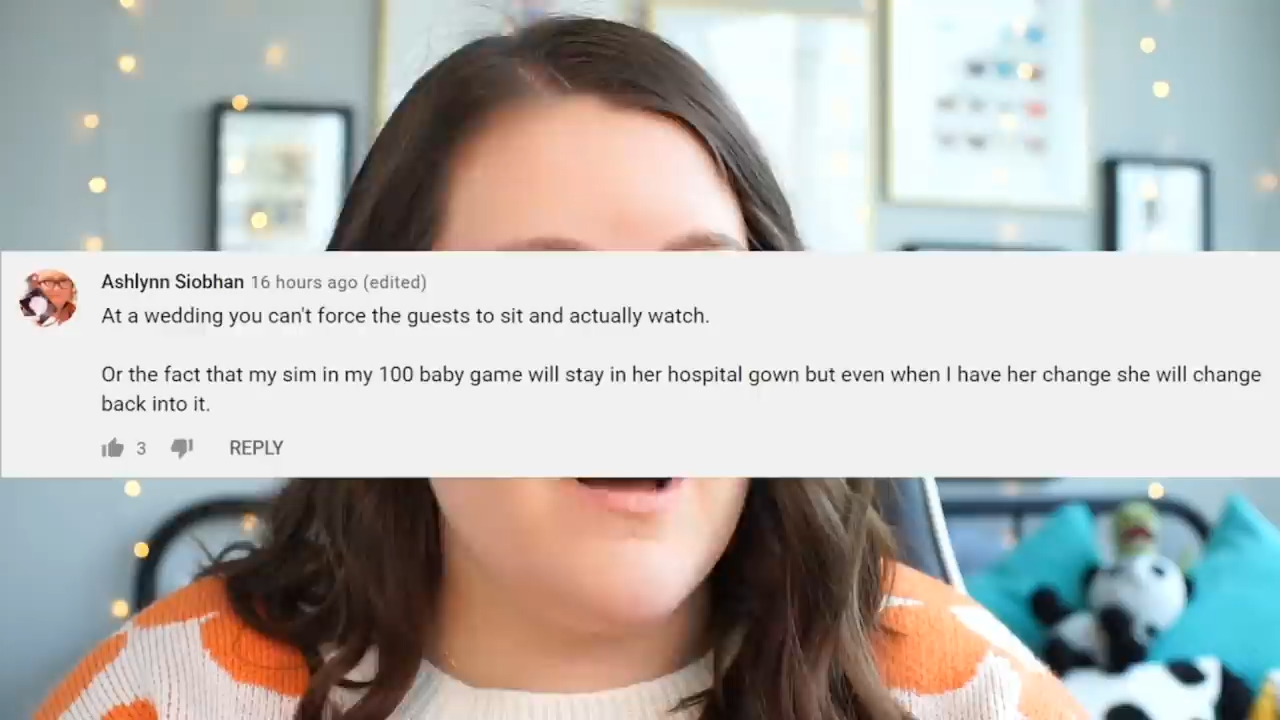 Ashlynn Siobhan 16 hours ago (edited)
At a wedding you can't force the guests to sit and actually watch.
Or the fact that my sim in my 100 baby game will stay in her hospital gown but even when I have her change she will change
back into it.
3 REPLY